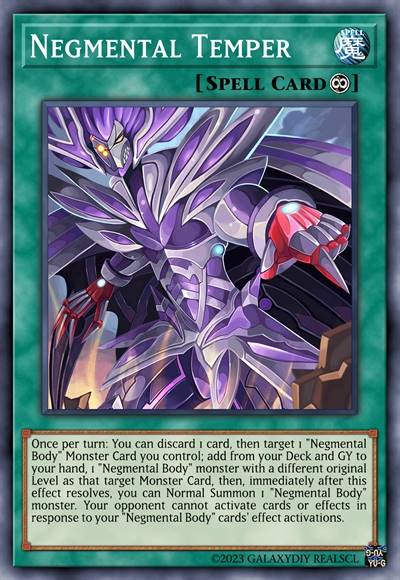 Negmental Temper
SPELL
魔
[Spell Card]
Once per turn: You can discard 1 card, then target 1 "Negmental
Body" Monster Card you control; add from your Deck and GY to
your hand, 1 "Negmental Body" monster with a different original
Level as that target Monster Card, then, immediately after this
effect resolves, you can Normal Summon 1 "Negmental Body"
monster. Your opponent cannot activate cards or effects in
response to your "Negmental Body" cards' effect activations.
©2023 GALAXYDIY REALSCL
YU-G